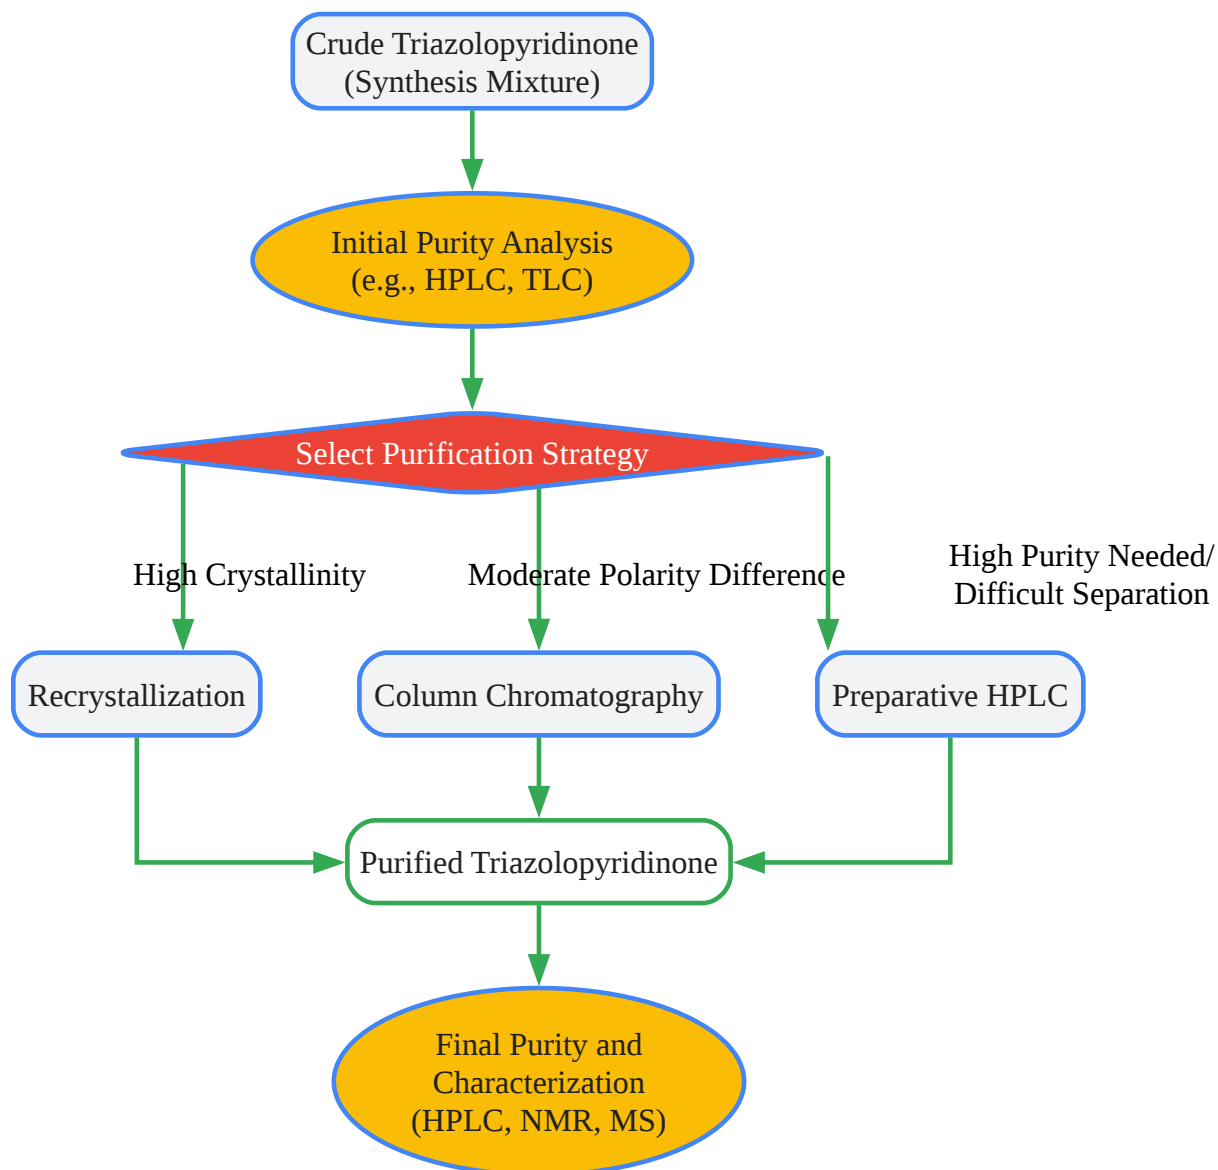 Crude Triazolopyridinone
(Synthesis Mixture)
Initial Purity Analysis
(e.g., HPLC, TLC)
Select Purification Strategy
High Crystallinity
Moderate Polarity Difference
High Purity Needed/
Difficult Separation
Recrystallization
Column Chromatography
Preparative HPLC
Purified Triazolopyridinone
Final Purity and
Characterization
(HPLC, NMR, MS)